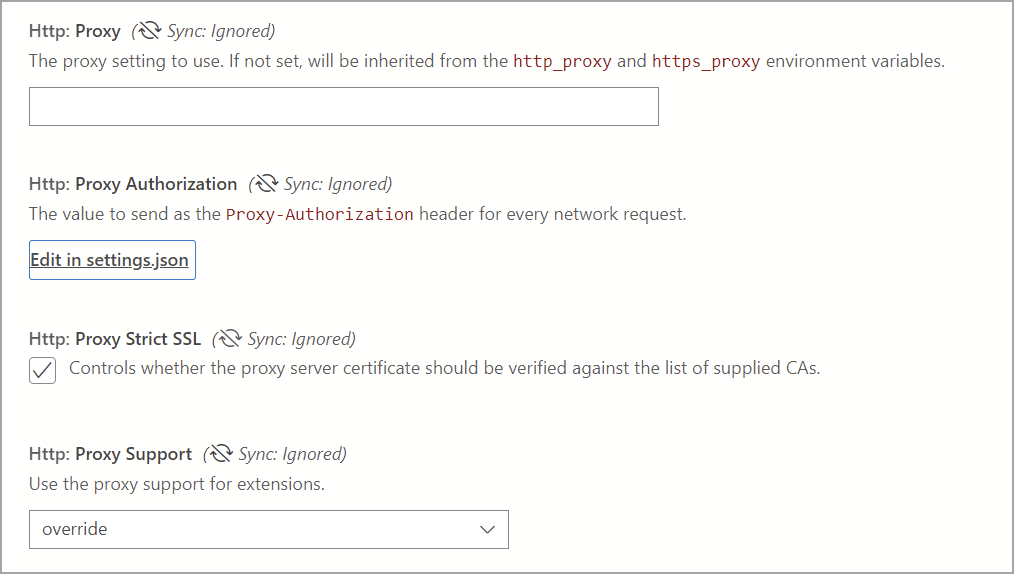 Http: Proxy (Sync: Ignored)
The proxy setting to use. If not set, will be inherited from the http_proxy and https_proxy environment variables.
Http: Proxy Authorization (Sync: Ignored)
The value to send as the Proxy-Authorization header for every network request.
Edit in settings.json
Http: Proxy Strict SSL (Sync: Ignored)
Controls whether the proxy server certificate should be verified against the list of supplied CAs.
Http: Proxy Support (Sync: Ignored)
Use the proxy support for extensions.
override